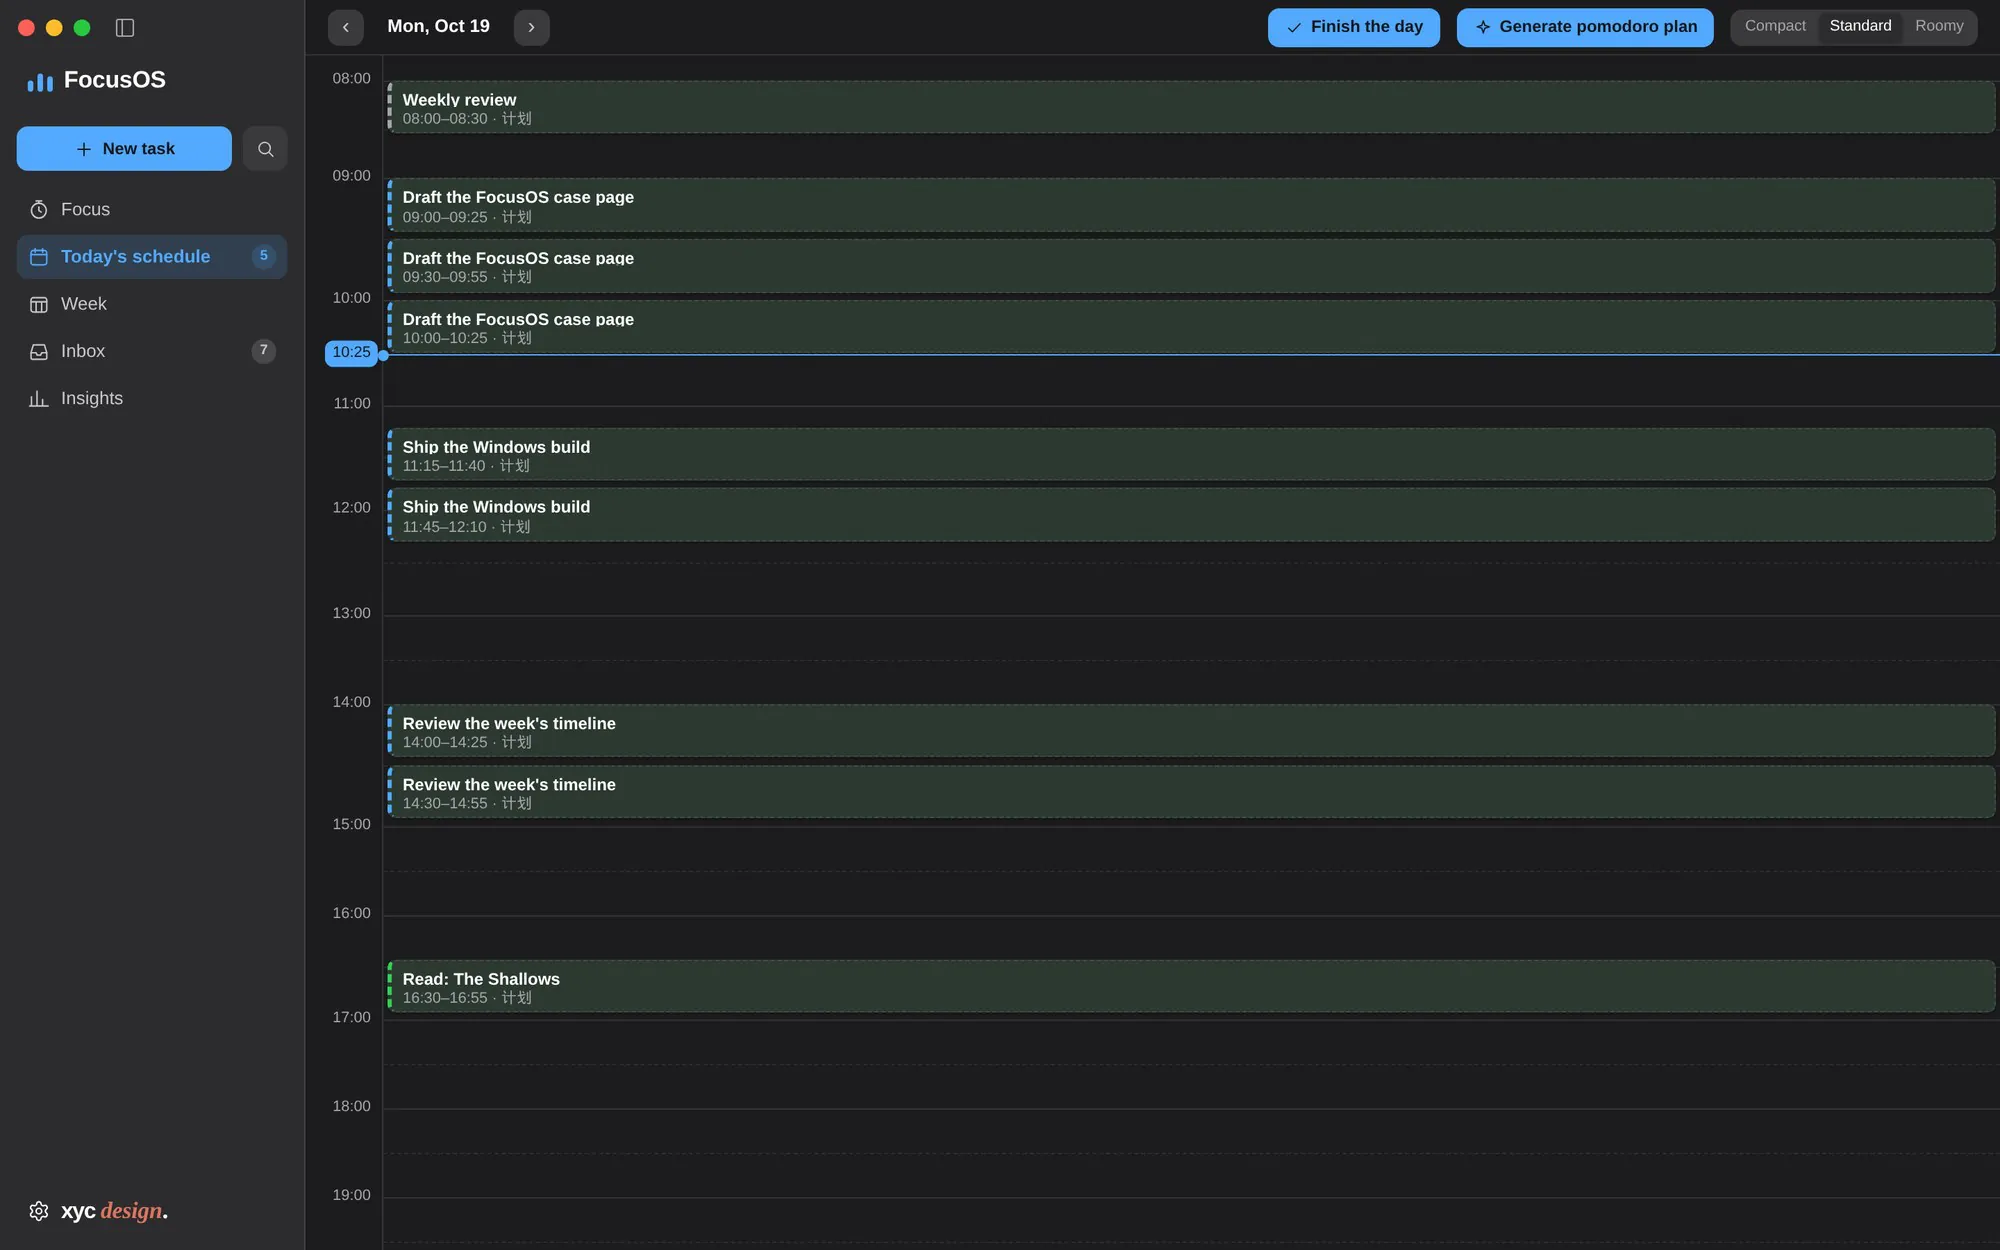 FocusOS
New task
Focus
Today's schedule 5
Week
Inbox 7
Insights
xyc design.
Mon, Oct 19
Finish the day
Generate pomodoro plan
Compact Standard Roomy
08:00
Weekly review
08:00–08:30 · 计划
09:00
Draft the FocusOS case page
09:00–09:25 · 计划
Draft the FocusOS case page
09:30–09:55 · 计划
10:00
Draft the FocusOS case page
10:00–10:25 · 计划
10:25
11:00
Ship the Windows build
11:15–11:40 · 计划
12:00
Ship the Windows build
11:45–12:10 · 计划
13:00
14:00
Review the week's timeline
14:00–14:25 · 计划
Review the week's timeline
14:30–14:55 · 计划
15:00
16:00
Read: The Shallows
16:30–16:55 · 计划
17:00
18:00
19:00